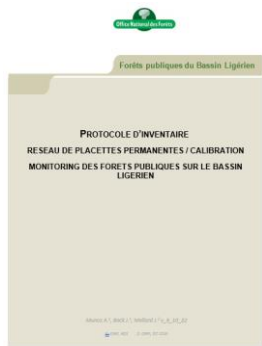 Office National des Forêts
Forêts publiques du Bassin Ligérien
PROTOCOLE D'INVENTAIRE
RESEAU DE PLACETTES PERMANENTES / CALIBRATION
MONITORING DES FORETS PUBLIQUES SUR LE BASSIN
LIGERIEN